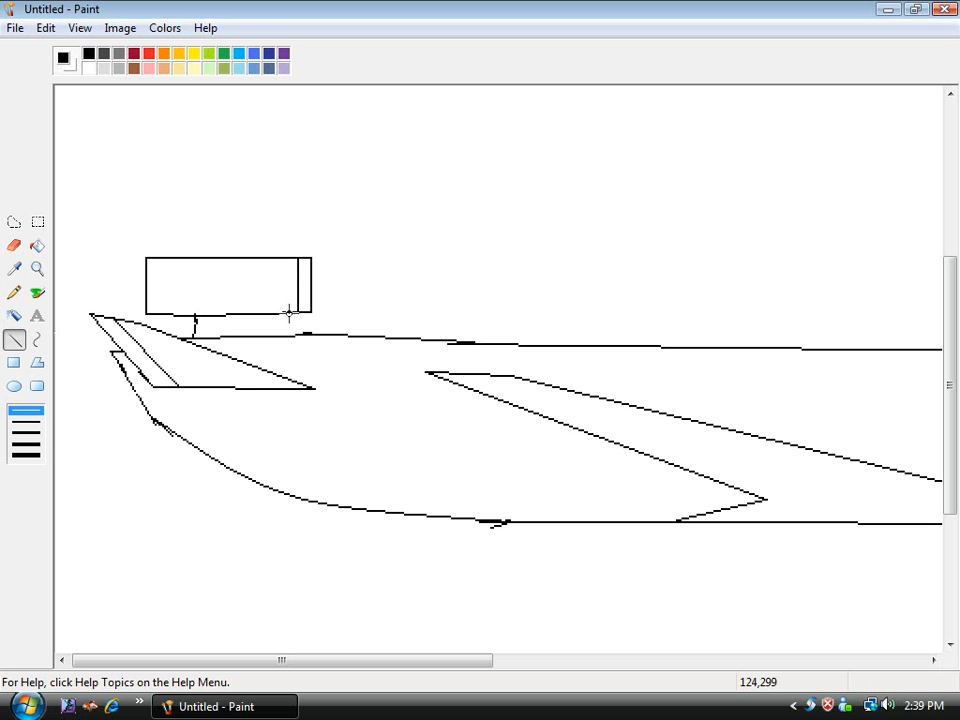 Untitled - Paint
File Edit View Image Colors Help
For Help, click Help Topics on the Help Menu.
124,299
Untitled - Paint
2:39 PM